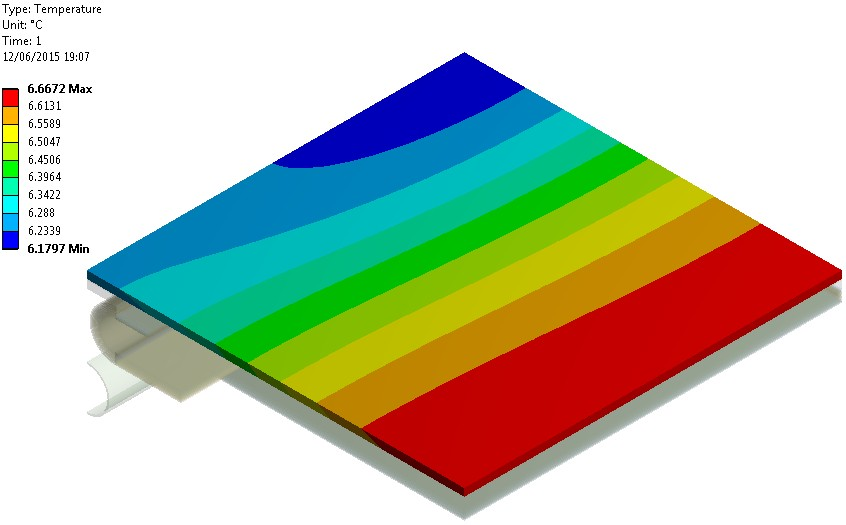 Type: Temperature
Unit: °C
Time: 1
12/06/2015 19:07
6.6672 Max
6.6131
6.5589
6.5047
6.4506
6.3964
6.3422
6.288
6.2339
6.1797 Min